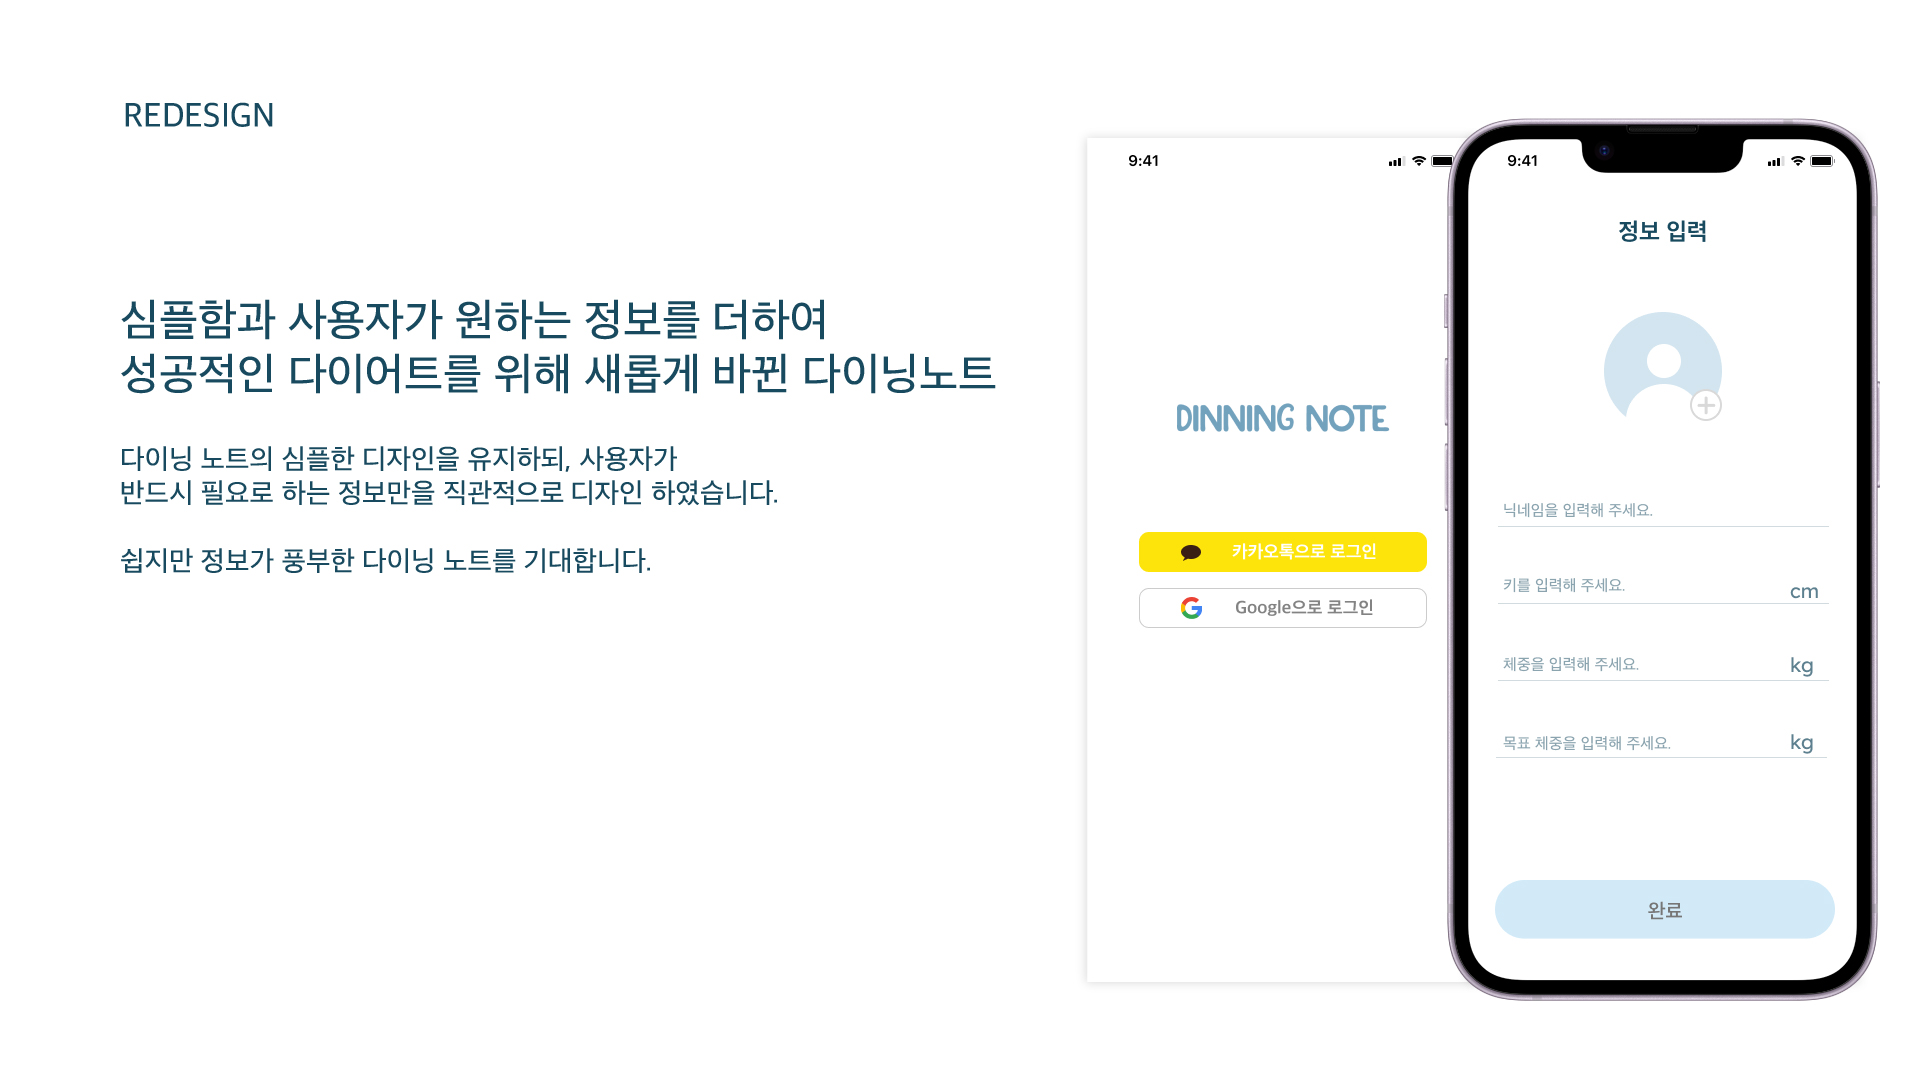 REDESIGN
심플함과 사용자가 원하는 정보를 더하여
성공적인 다이어트를 위해 새롭게 바뀐 다이닝노트
다이닝 노트의 심플한 디자인을 유지하되, 사용자가
반드시 필요로 하는 정보만을 직관적으로 디자인 하였습니다.
쉽지만 정보가 풍부한 다이닝 노트를 기대합니다.
9:41
DINNING NOTE
카카오톡으로 로그인
Google으로 로그인
9:41
정보 입력
닉네임을 입력해 주세요.
키를 입력해 주세요. cm
체중을 입력해 주세요. kg
목표 체중을 입력해 주세요. kg
완료